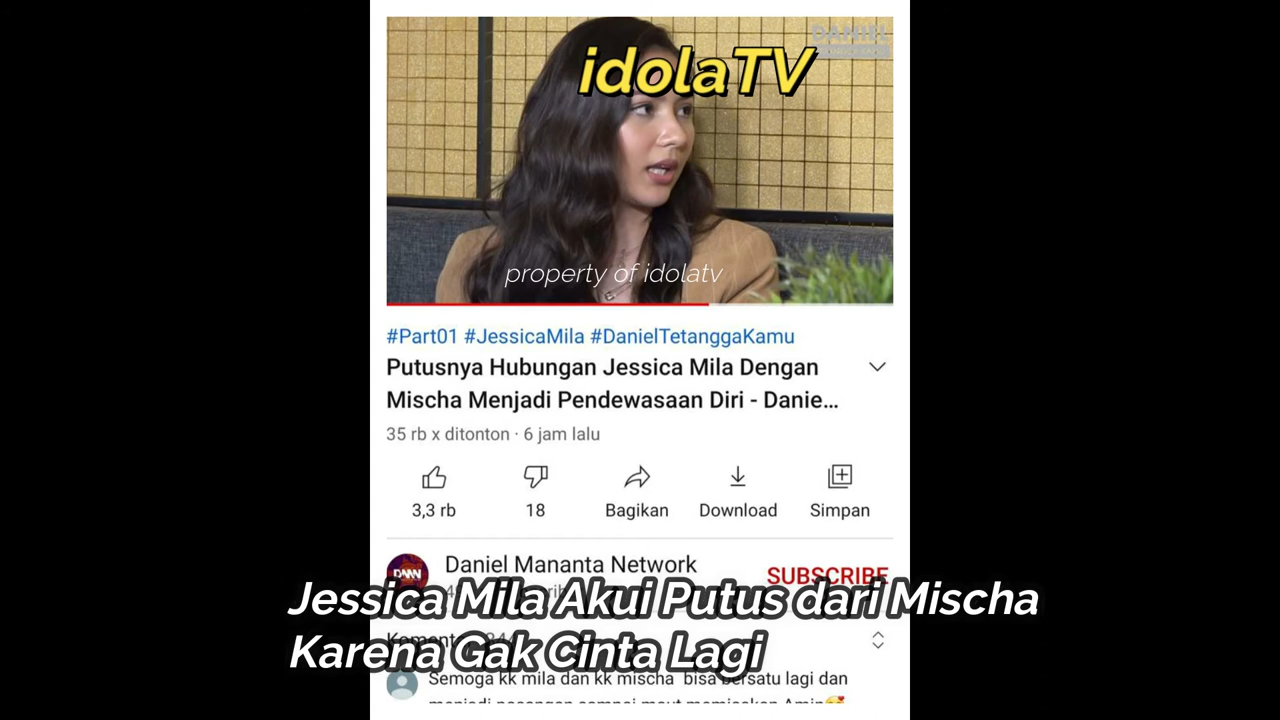 DANIEL
idolaTV
property of idolatv
#Part01 #JessicaMila #DanielTetanggaKamu
Putusnya Hubungan Jessica Mila Dengan
Mischa Menjadi Pendewasaan Diri - Danie...
35 rb x ditonton · 6 jam lalu
3,3 rb
18
Bagikan
Download
Simpan
DMN
Daniel Mananta Network
SUBSCRIBE
Jessica Mila Akui Putus dari Mischa
Karena Gak Cinta Lagi
Semoga kk mila dan kk mischa bisa bersatu lagi dan